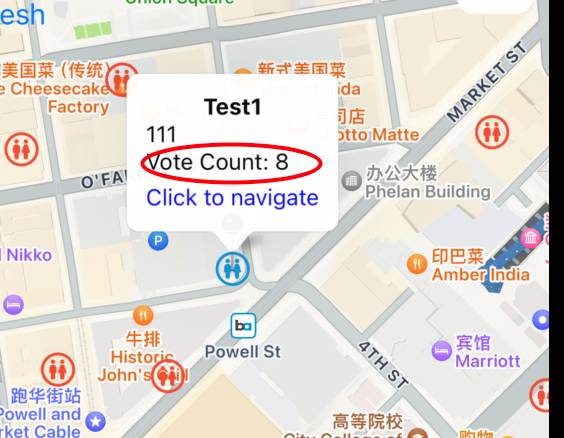 esh
Union Square
美国菜（传统）
e Cheesecake
Factory
新式美国菜
The Rotunda
Test1
111
Vote Count: 8
Click to navigate
司店
Chotto Matte
MARKET ST
O'FA
办公大楼
Phelan Building
P
Nikko
印巴菜
Amber India
牛排
Historic
John's Grill
ba
Powell St
4TH ST
宾馆
Marriott
跑华街站
Powell and
rket Cable
高等院校
City College of
购物